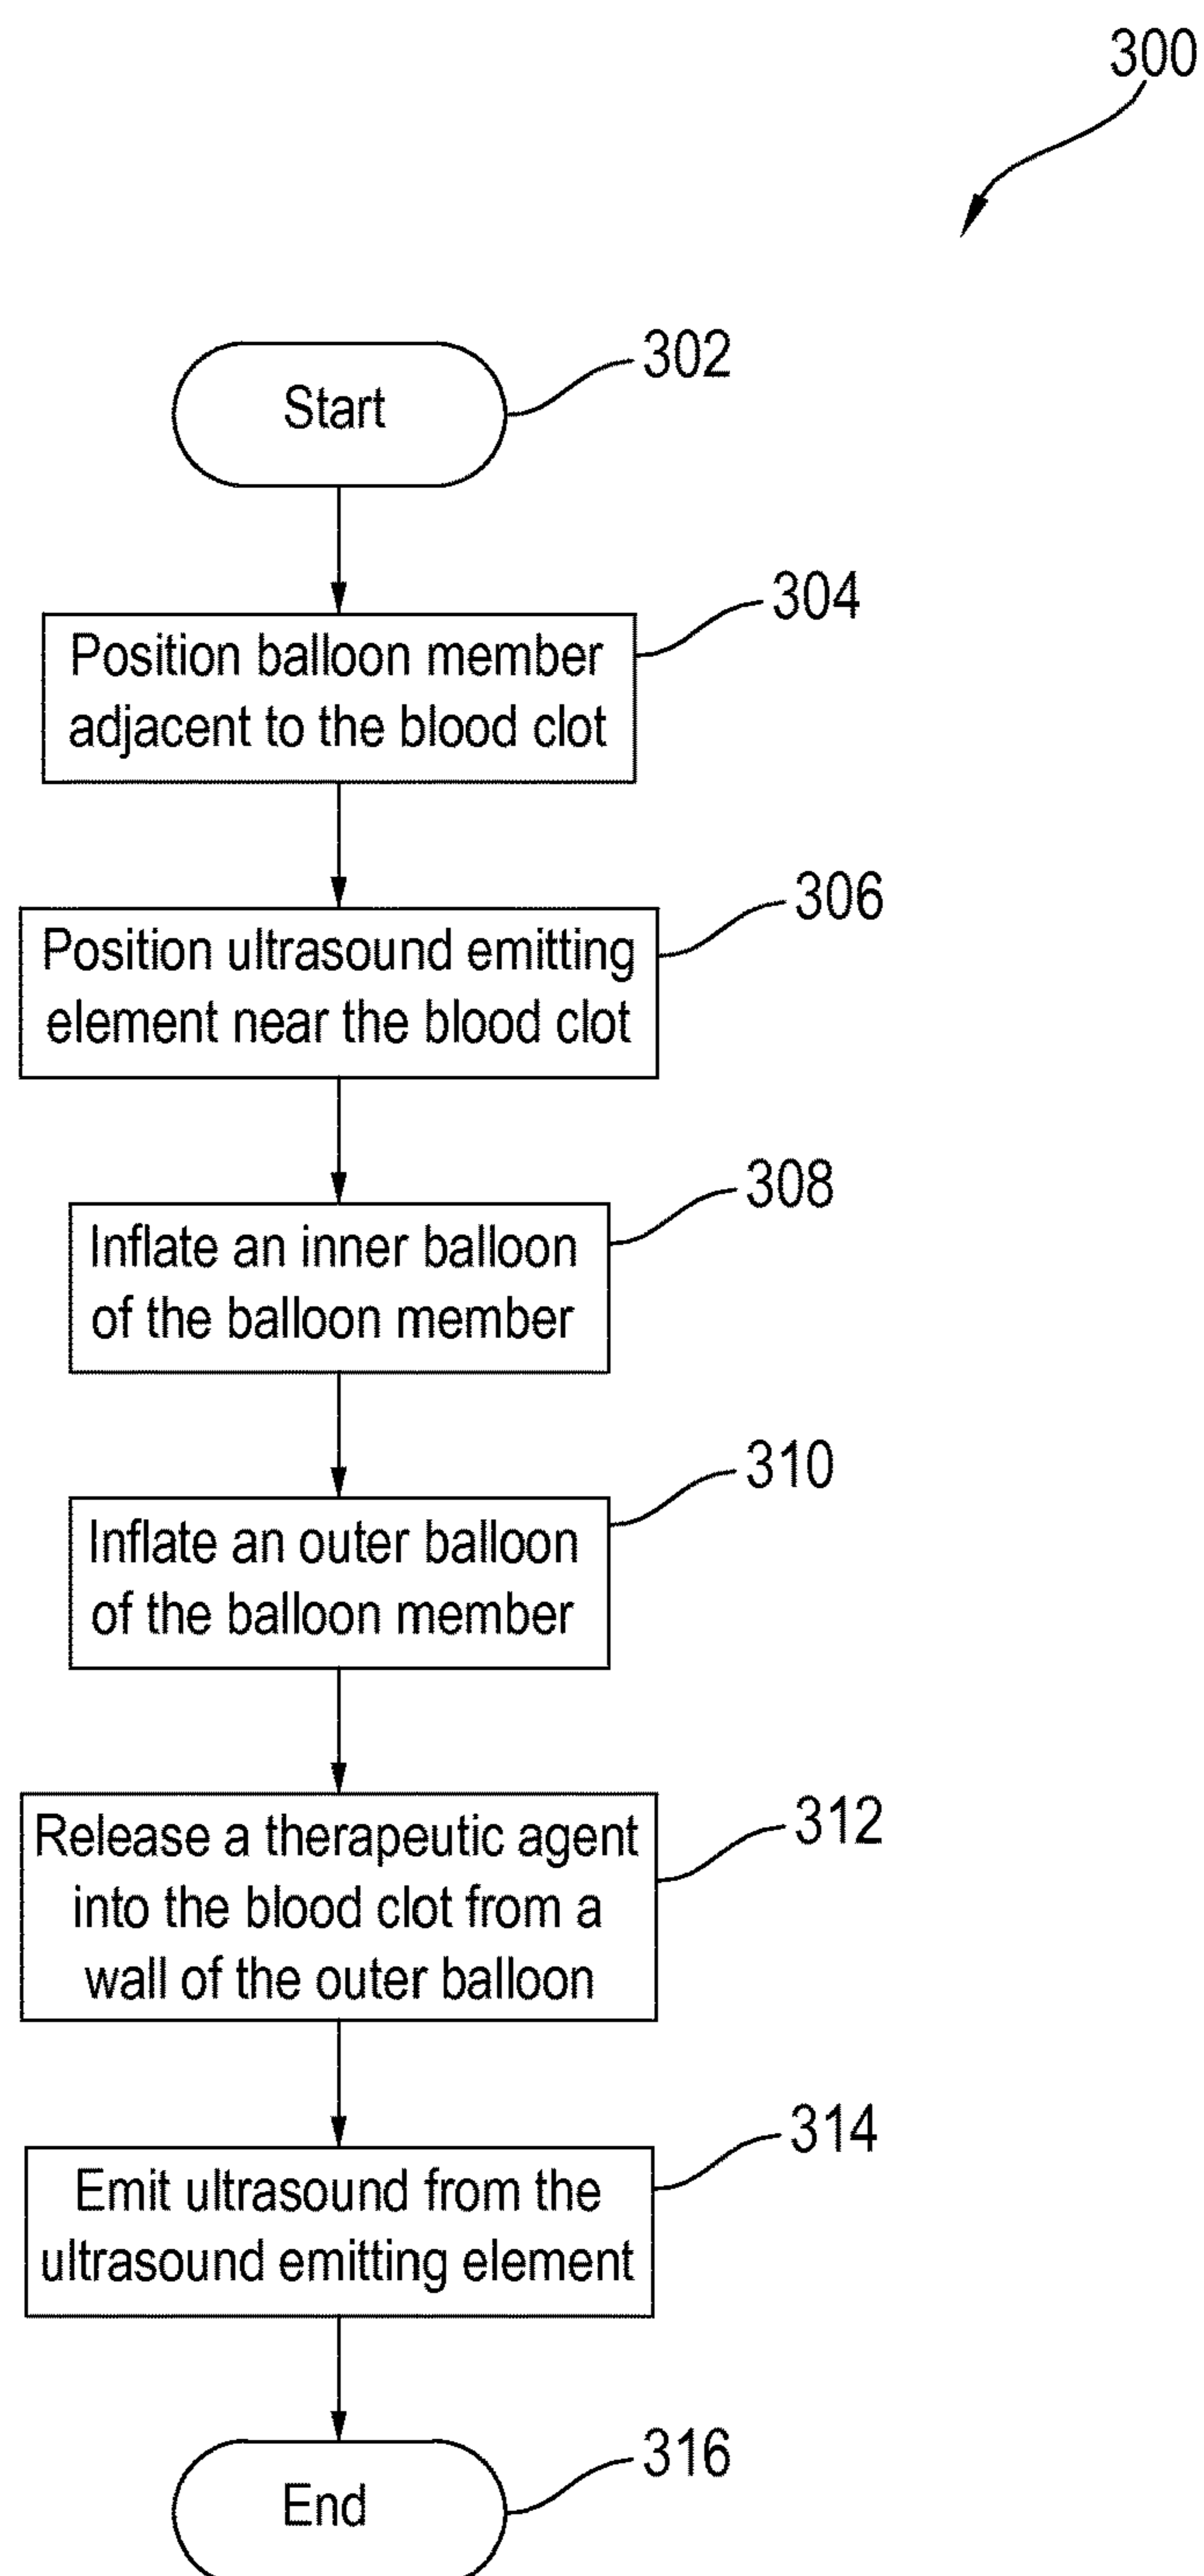 300
302
Start
304
Position balloon member
adjacent to the blood clot
306
Position ultrasound emitting
element near the blood clot
308
Inflate an inner balloon
of the balloon member
310
Inflate an outer balloon
of the balloon member
312
Release a therapeutic agent
into the blood clot from a
wall of the outer balloon
314
Emit ultrasound from the
ultrasound emitting element
316
End